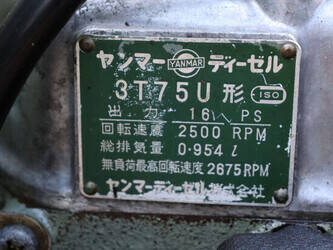 ヤンマー YANMAR ディーゼル
3T75U形 ISO
出力 16 PS
回転速度 2500 RPM
総排気量 0.954 l
無負荷最高回転速度 2675 RPM
ヤンマーディーゼル株式会社